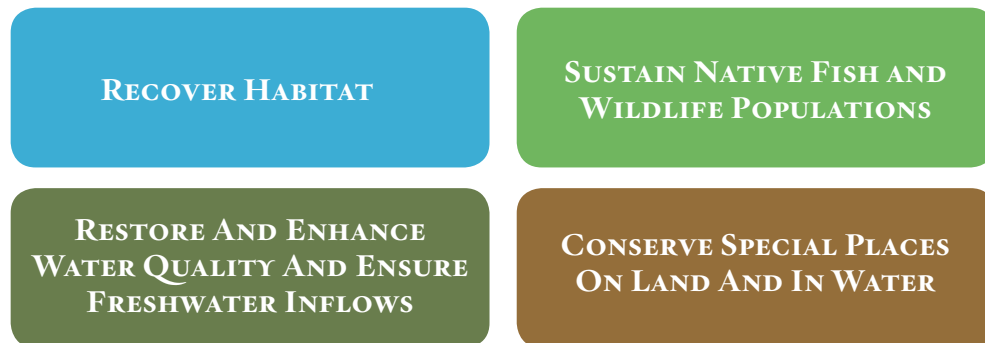 Recover Habitat
Sustain Native Fish and
Wildlife Populations
Restore And Enhance
Water Quality And Ensure
Freshwater Inflows
Conserve Special Places
On Land And In Water